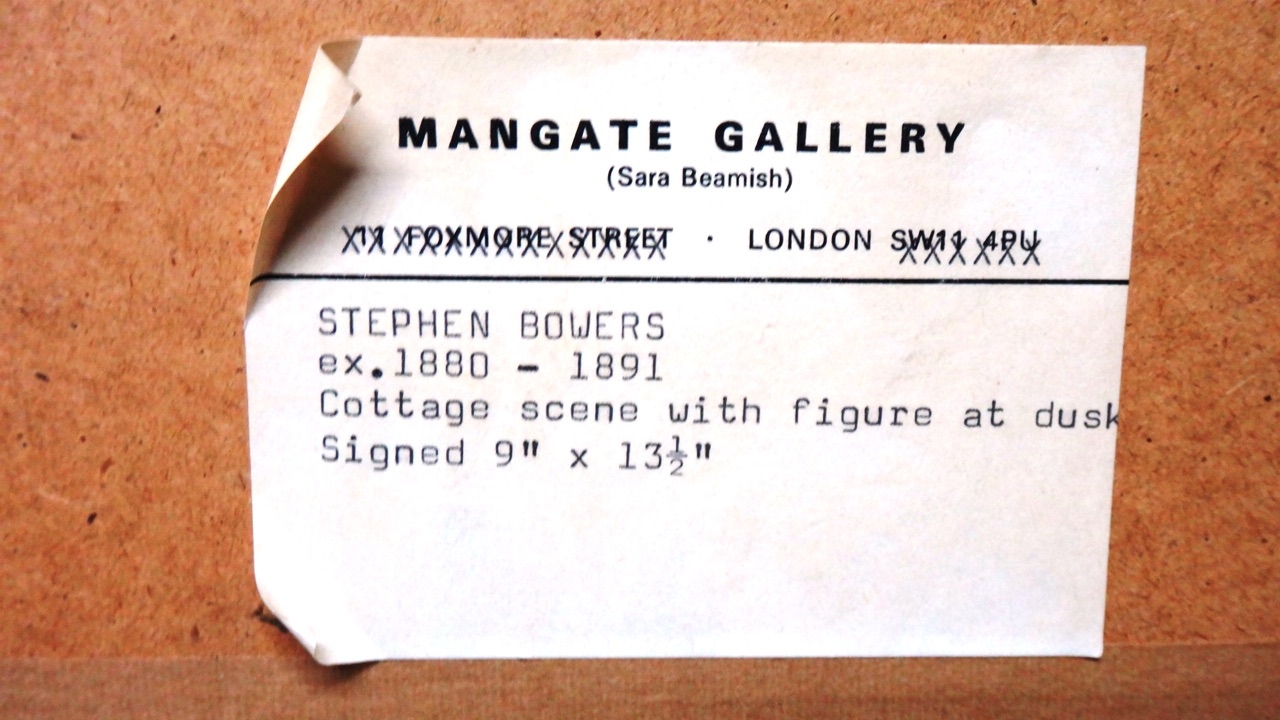 MANGATE GALLERY
(Sara Beamish)
11 FOXMORE STREET · LONDON SW11 4PU
STEPHEN BOWERS
ex.1880 - 1891
Cottage scene with figure at dusk
Signed 9" x 13½"